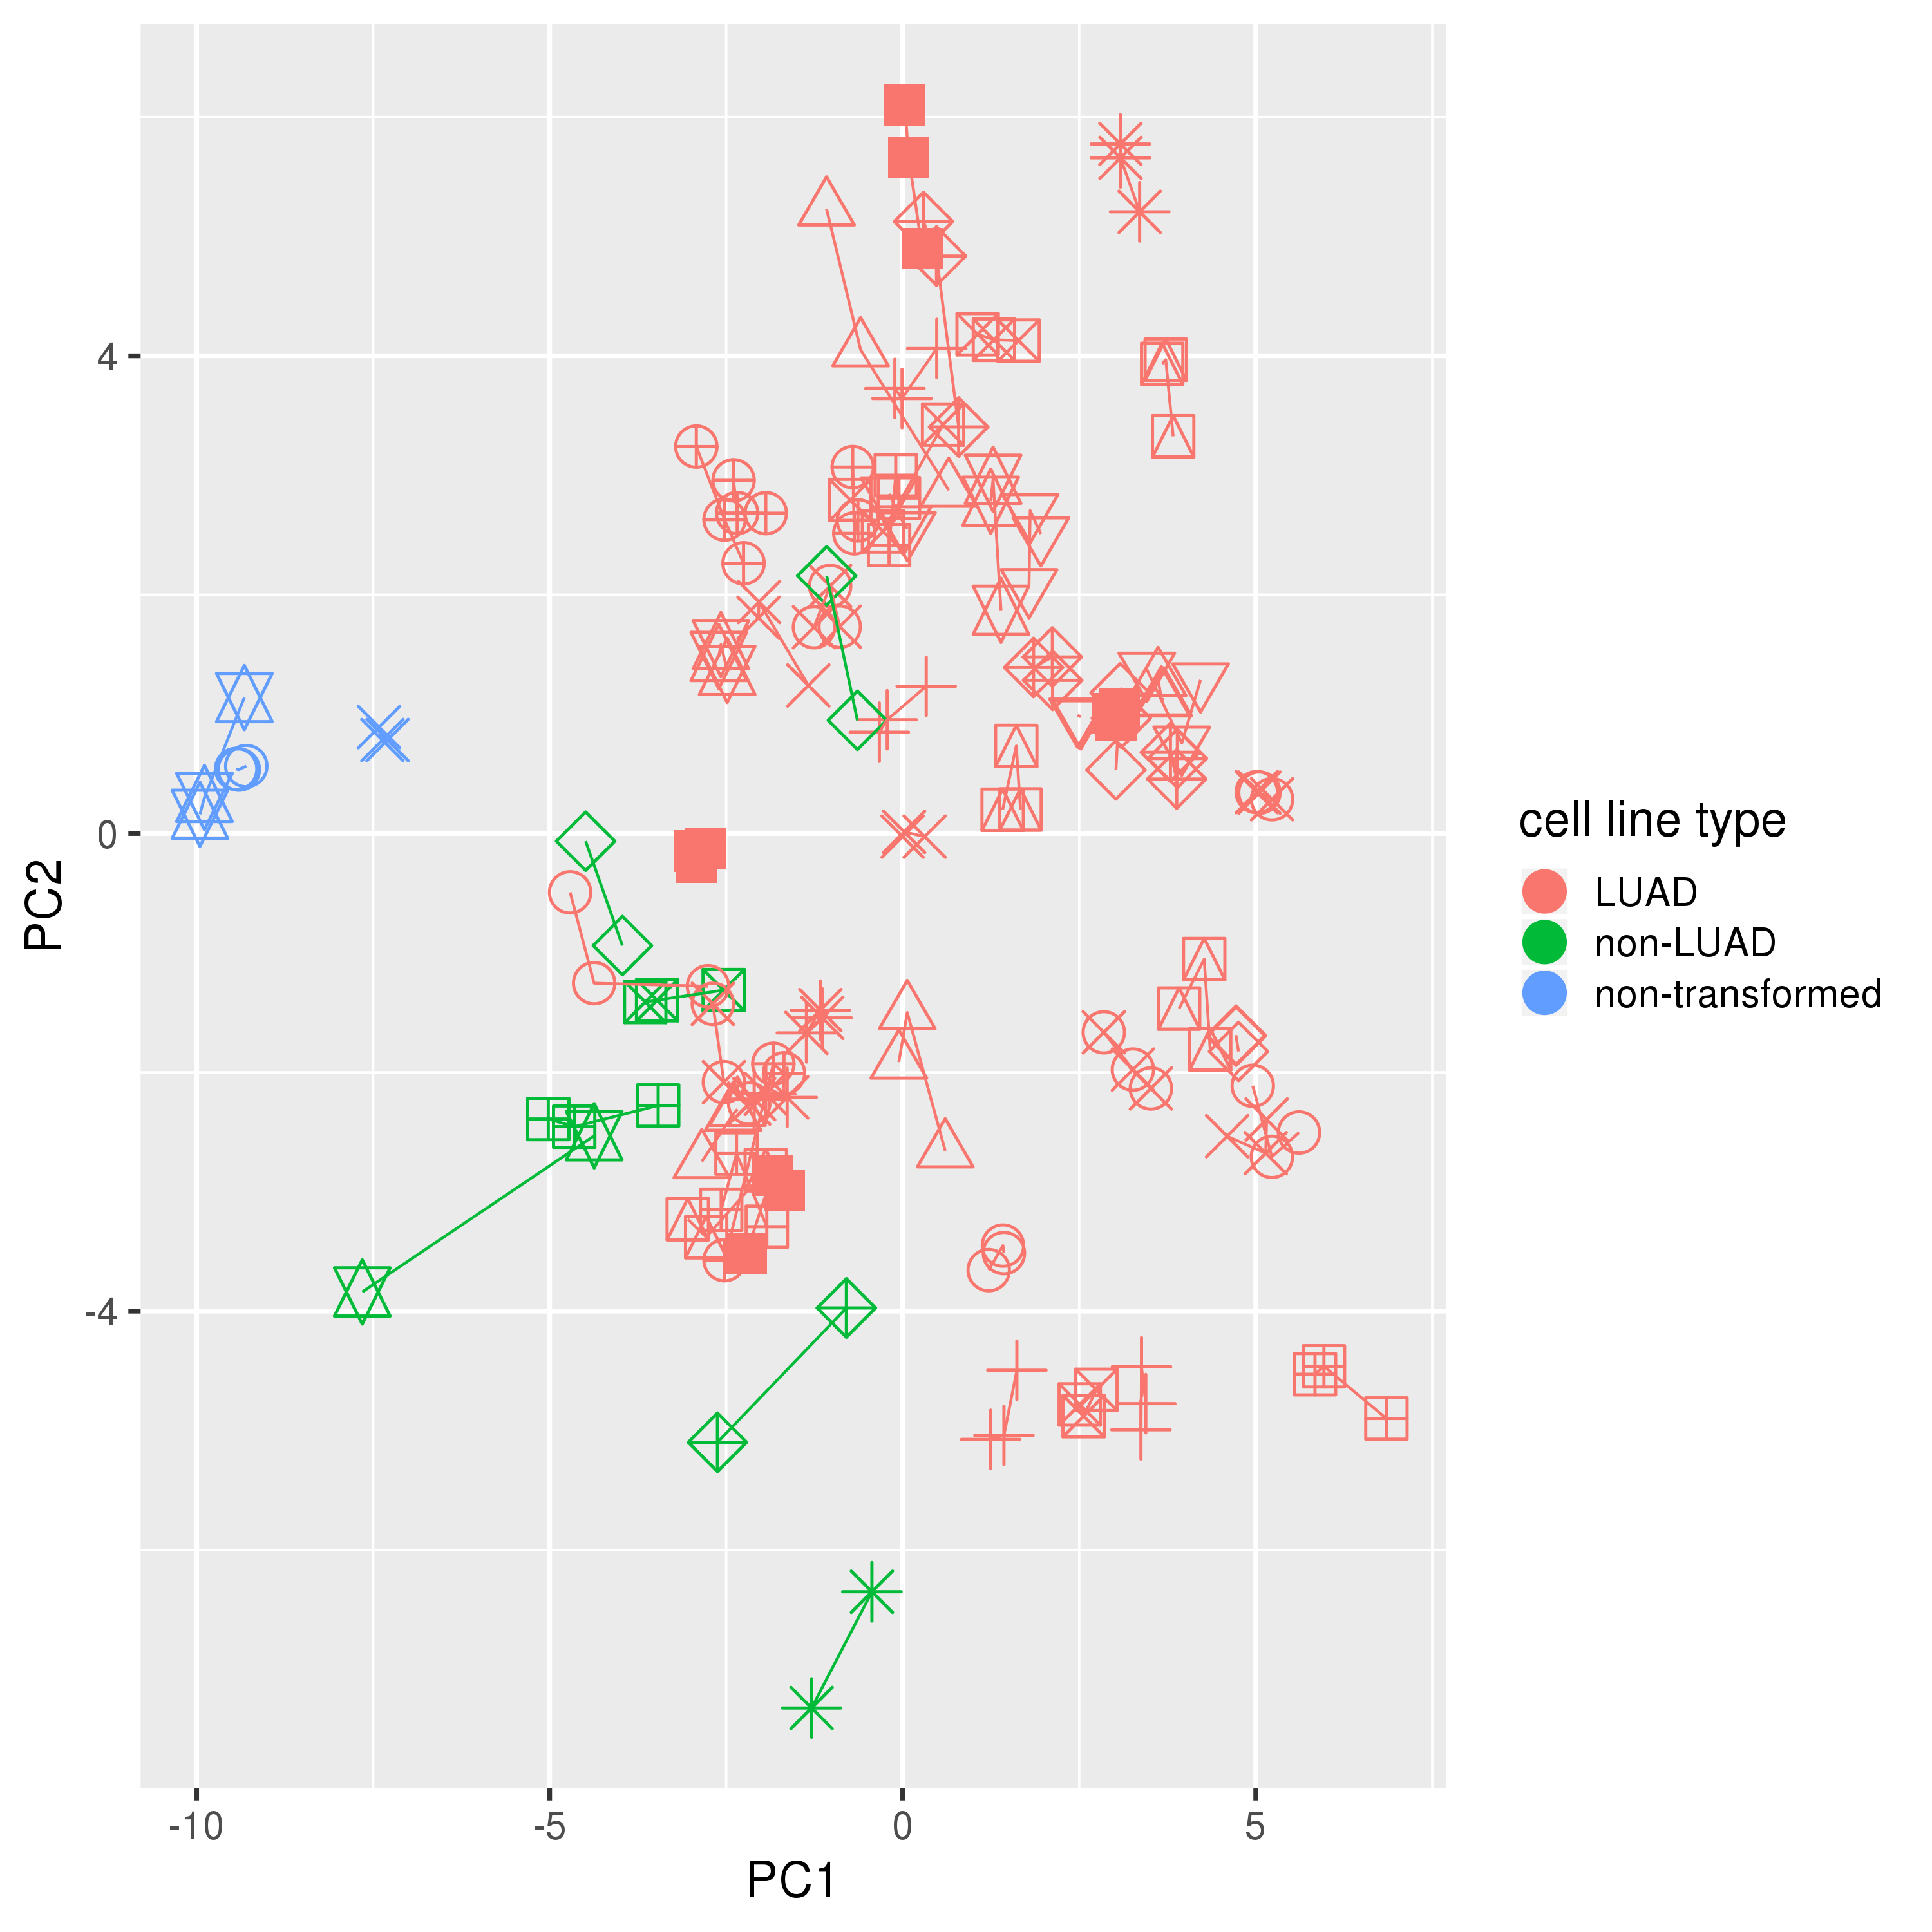 4
0
-4
PC2
-10
-5
0
5
PC1
cell line type
LUAD
non-LUAD
non-transformed